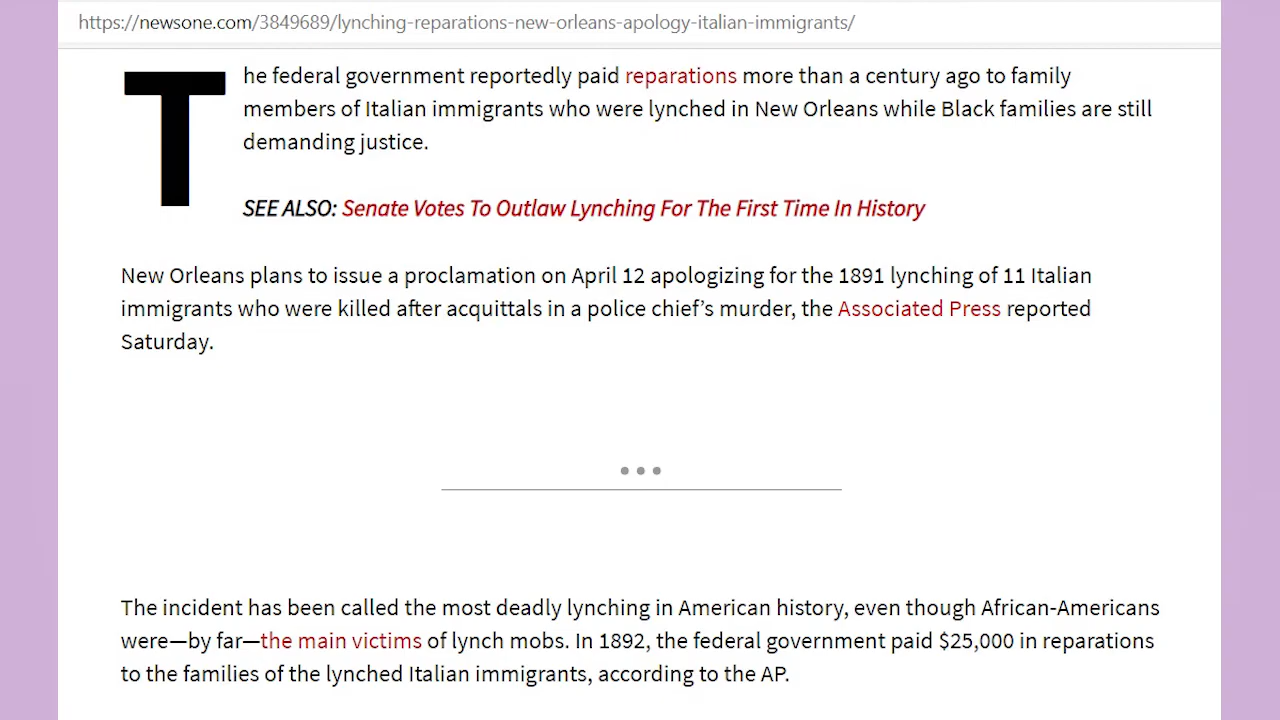 https://newsone.com/3849689/lynching-reparations-new-orleans-apology-italian-immigrants/
The federal government reportedly paid reparations more than a century ago to family
members of Italian immigrants who were lynched in New Orleans while Black families are still
demanding justice.
SEE ALSO: Senate Votes To Outlaw Lynching For The First Time In History
New Orleans plans to issue a proclamation on April 12 apologizing for the 1891 lynching of 11 Italian
immigrants who were killed after acquittals in a police chief’s murder, the Associated Press reported
Saturday.
The incident has been called the most deadly lynching in American history, even though African-Americans
were—by far—the main victims of lynch mobs. In 1892, the federal government paid $25,000 in reparations
to the families of the lynched Italian immigrants, according to the AP.